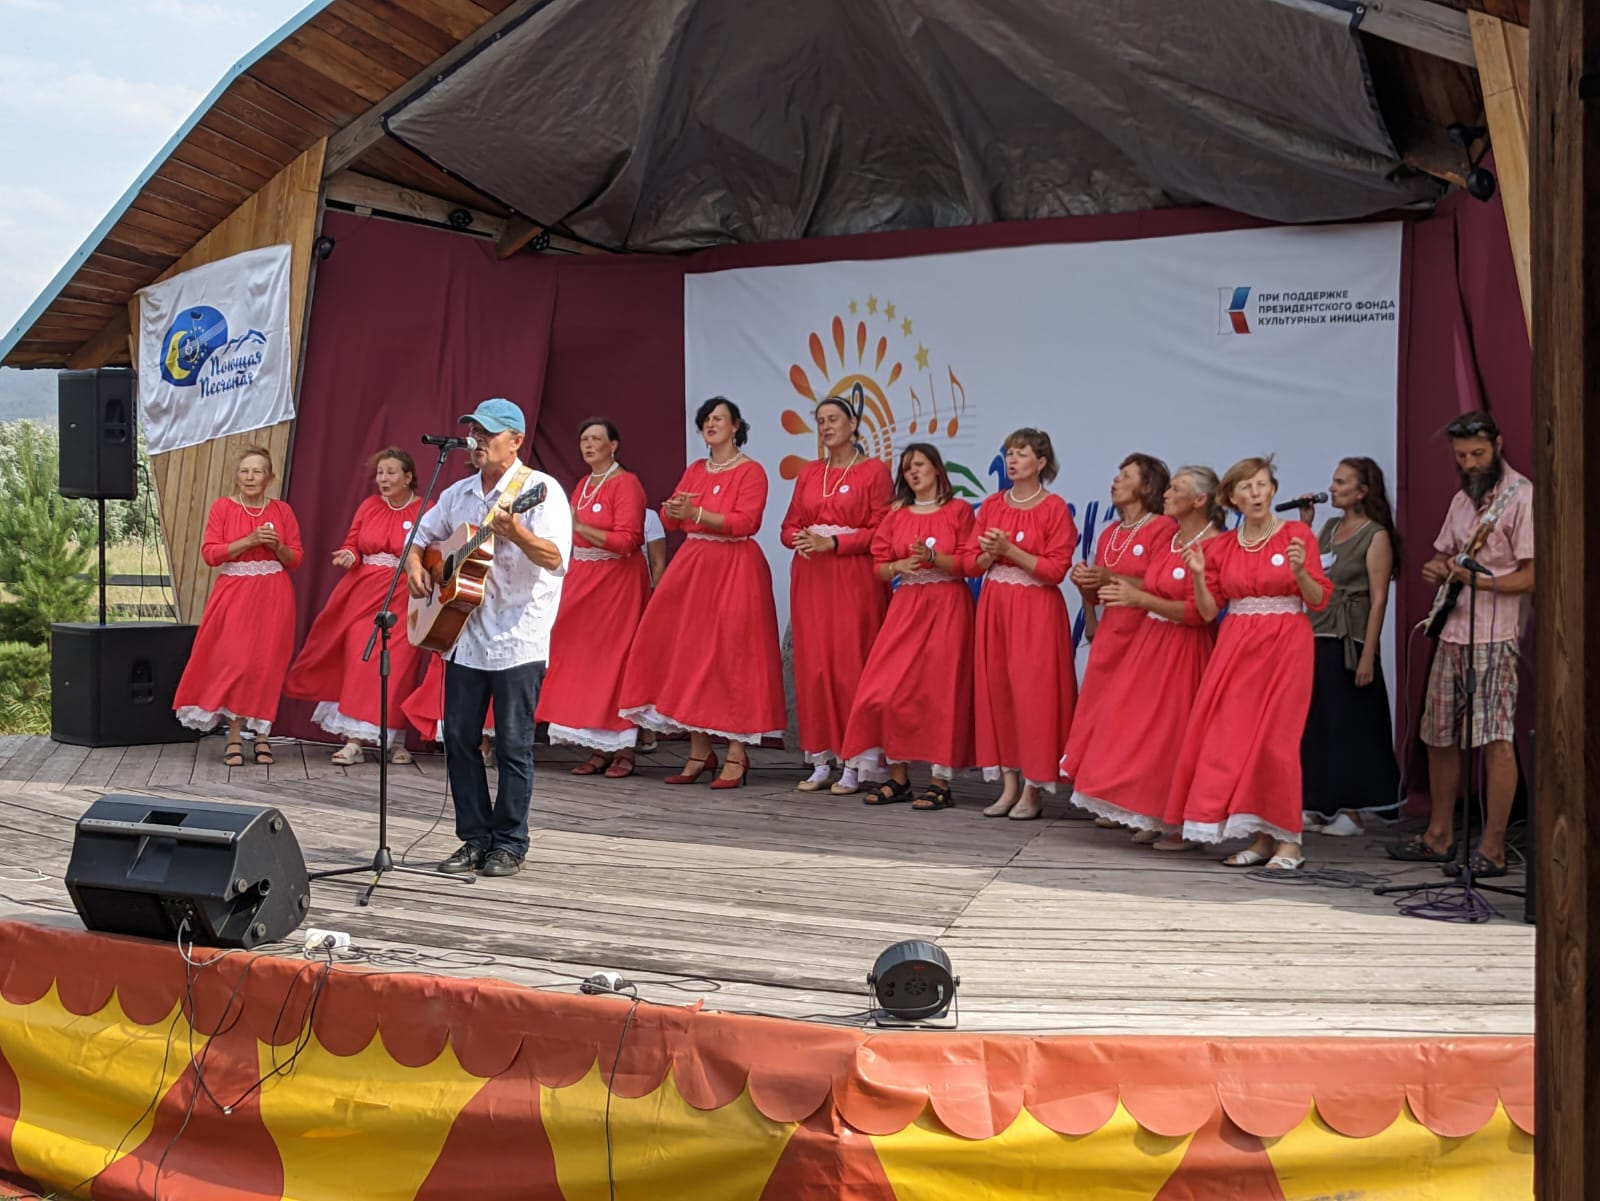 Поющая
Песчаная
ПРИ ПОДДЕРЖКЕ
ПРЕЗИДЕНТСКОГО ФОНДА
КУЛЬТУРНЫХ ИНИЦИАТИВ